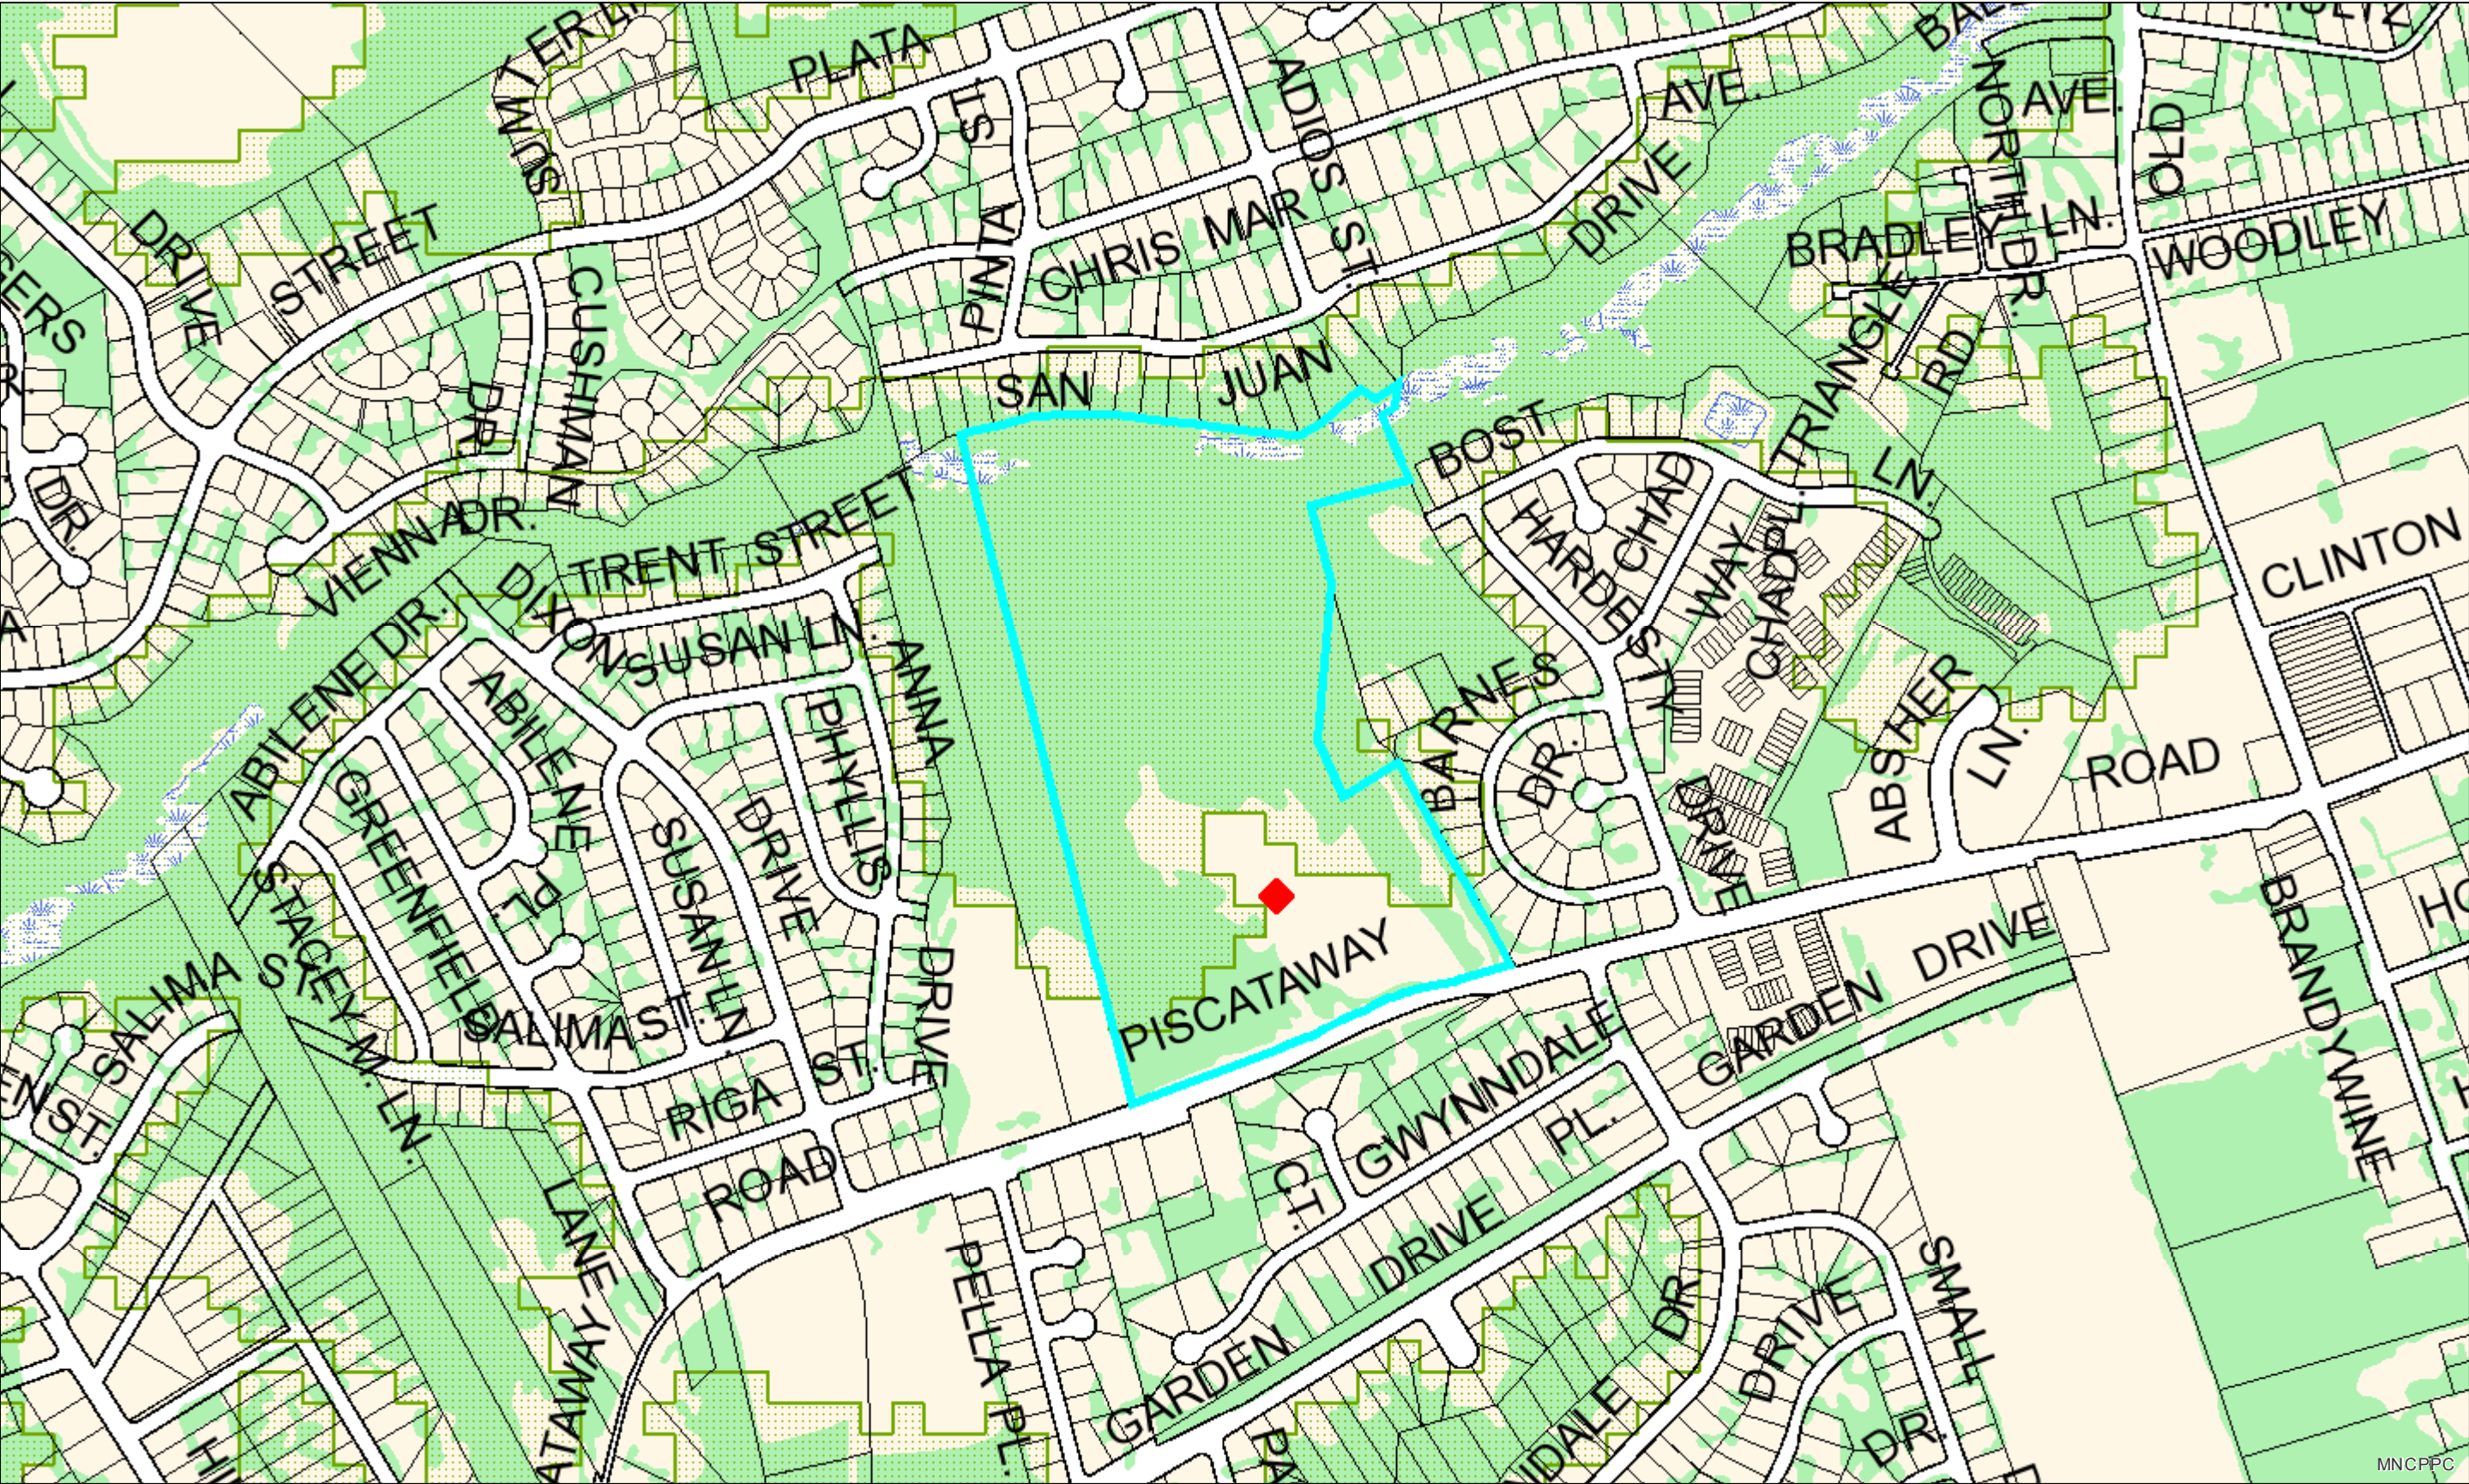 SUMTER
PLATA
ST.
ADIOS ST.
AVE.
NORTH DR.
AVE.
OLD
DRIVE
STREET
CUSHMAN
PINTA
CHRIS MAR
DRIVE
BRADLEY LN.
WOODLEY
DR.
SAN JUAN
TRIANGLE
RD
BOST
LN.
DR.
VIENNA DR.
TRENT STREET
HARDESTY
CHAD
WAY
CHAD PL.
CLINTON
ABILENE DR.
DIXON
SUSAN LN.
ANNA
ABILENE
PL.
PHYLLIS
BARNES
DR.
ABSHER
LN.
ROAD
GREENFIELD
SUSAN LN.
DRIVE
DRIVE
STACEY M. LN.
SALIMA ST.
SALIMA ST.
DRIVE
PISCATAWAY
GARDEN DRIVE
BRANDYWINE
RIGA ST.
ROAD
LANE
CT.
GWYNNDALE
PL.
PELLA PL.
GARDEN DRIVE
DR
DRIVE
SMALL
DR.
MNCPPC